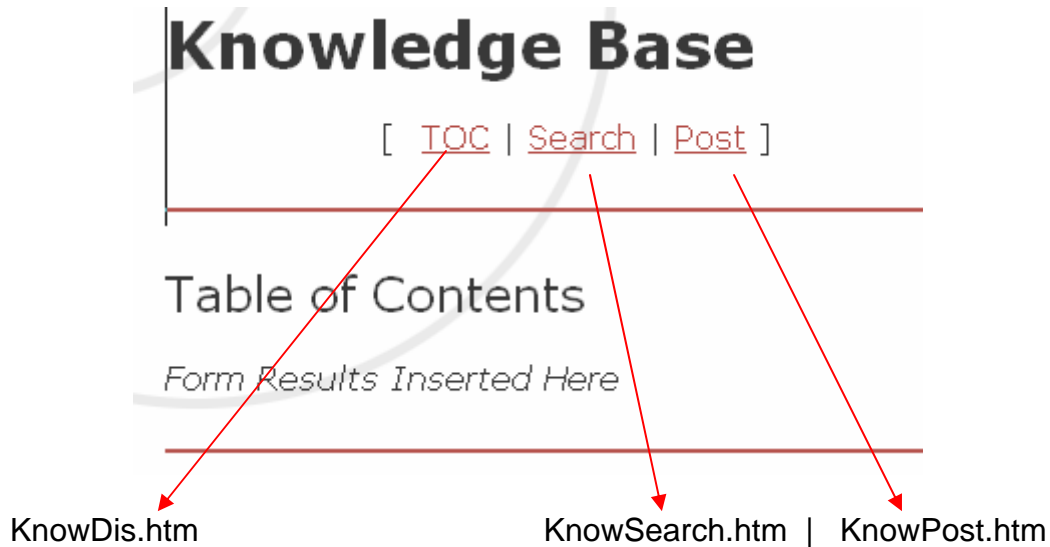 Knowledge Base
[ TOC | Search | Post ]
Table of Contents
Form Results Inserted Here
KnowDis.htm KnowSearch.htm | KnowPost.htm